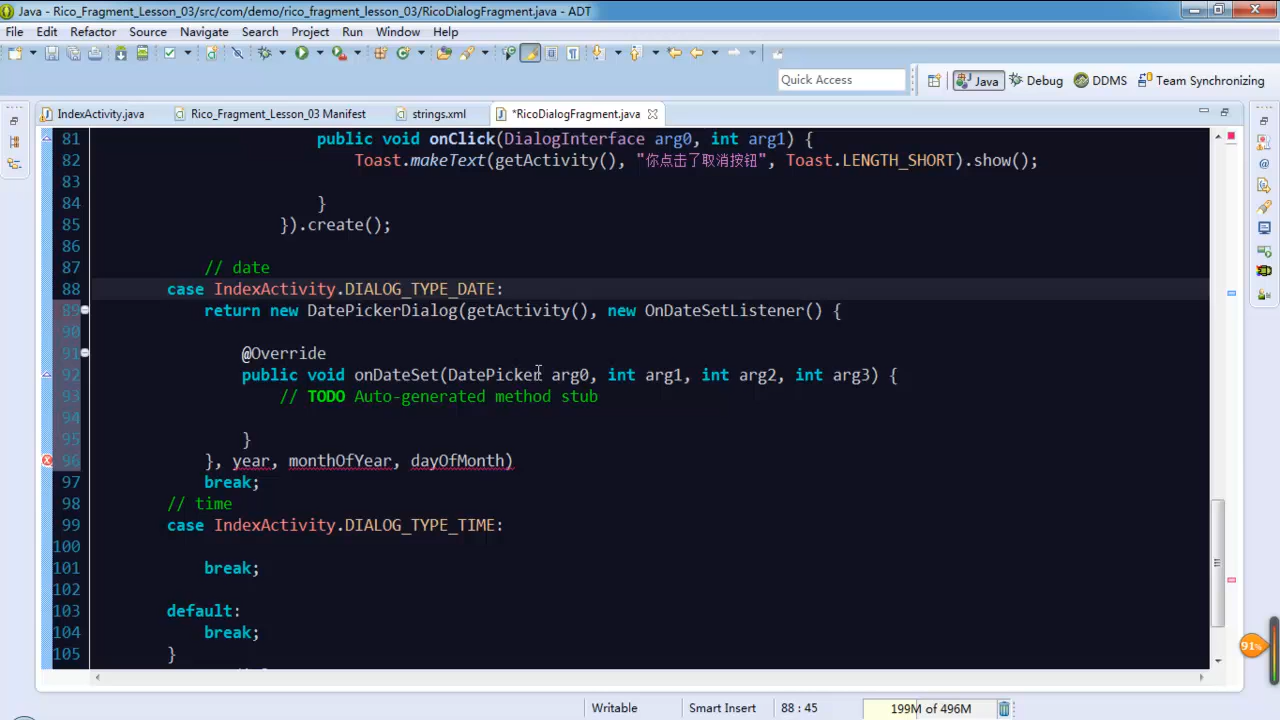 Java - Rico_Fragment_Lesson_03/src/com/demo/rico_fragment_lesson_03/RicoDialogFragment.java - ADT
File Edit Refactor Source Navigate Search Project Run Window Help
Quick Access Java Debug DDMS Team Synchronizing
IndexActivity.java Rico_Fragment_Lesson_03 Manifest strings.xml *RicoDialogFragment.java
81 public void onClick(DialogInterface arg0, int arg1) {
82 Toast.makeText(getActivity(), "你点击了取消按钮", Toast.LENGTH_SHORT).show();
83
84 }
85 }).create();
86
87 // date
88 case IndexActivity.DIALOG_TYPE_DATE:
89 return new DatePickerDialog(getActivity(), new OnDateSetListener() {
90
91 @Override
92 public void onDateSet(DatePicker arg0, int arg1, int arg2, int arg3) {
93 // TODO Auto-generated method stub
94
95 }
96 }, year, monthOfYear, dayOfMonth)
97 break;
98 // time
99 case IndexActivity.DIALOG_TYPE_TIME:
100
101 break;
102
103 default:
104 break;
105 }
91%
Writable Smart Insert 88 : 45 199M of 496M